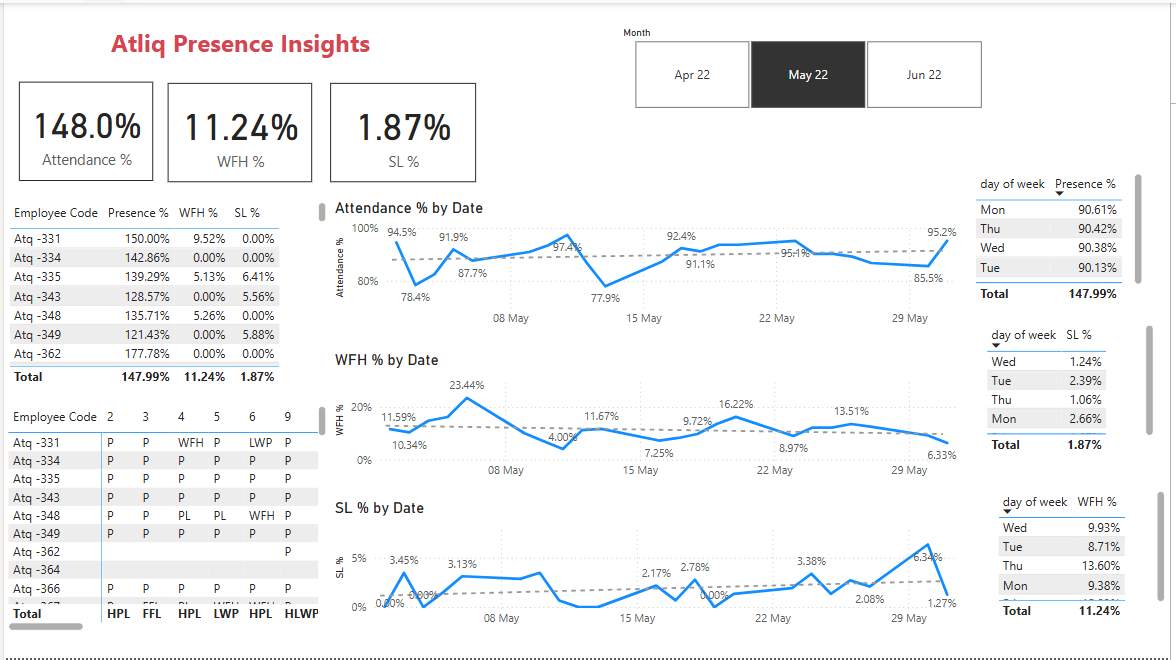 Atliq Presence Insights
Month
Apr 22 May 22 Jun 22
148.0% 11.24% 1.87%
Attendance % WFH % SL %
Employee Code Presence % WFH % SL %
Atq -331 150.00% 9.52% 0.00%
Atq -334 142.86% 0.00% 0.00%
Atq -335 139.29% 5.13% 6.41%
Atq -343 128.57% 0.00% 5.56%
Atq -348 135.71% 5.26% 0.00%
Atq -349 121.43% 0.00% 5.88%
Atq -362 177.78% 0.00% 0.00%
Total 147.99% 11.24% 1.87%
Employee Code 2 3 4 5 6 9
Atq -331 P P WFH P LWP P
Atq -334 P P P P P P
Atq -335 P P P P P P
Atq -343 P P P P P P
Atq -348 P P PL PL WFH P
Atq -349 P P P P P P
Atq -362 P
Atq -364
Atq -366 P P P P P P
Total HPL FFL HPL LWP HPL HLWP
Attendance % by Date
Attendance %
100%
80%
94.5% 78.4% 91.9% 87.7% 97.4% 77.9% 92.4% 91.1% 95.1% 85.5% 95.2%
08 May 15 May 22 May 29 May
WFH % by Date
WFH %
20%
0%
11.59% 10.34% 23.44% 4.00% 11.67% 7.25% 9.72% 16.22% 8.97% 13.51% 6.33%
08 May 15 May 22 May 29 May
SL % by Date
SL %
5%
0%
0.00% 3.45% 0.00% 3.13% 2.17% 2.78% 0.00% 3.38% 2.08% 6.34% 1.27%
08 May 15 May 22 May 29 May
day of week Presence %
Mon 90.61%
Thu 90.42%
Wed 90.38%
Tue 90.13%
Total 147.99%
day of week SL %
Wed 1.24%
Tue 2.39%
Thu 1.06%
Mon 2.66%
Total 1.87%
day of week WFH %
Wed 9.93%
Tue 8.71%
Thu 13.60%
Mon 9.38%
Total 11.24%